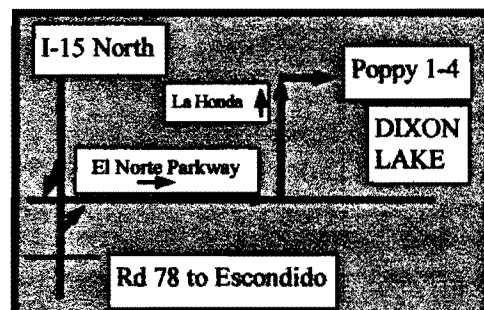 I-15 North
Poppy 1-4
La Honda
DIXON
LAKE
El Norte Parkway
Rd 78 to Escondido